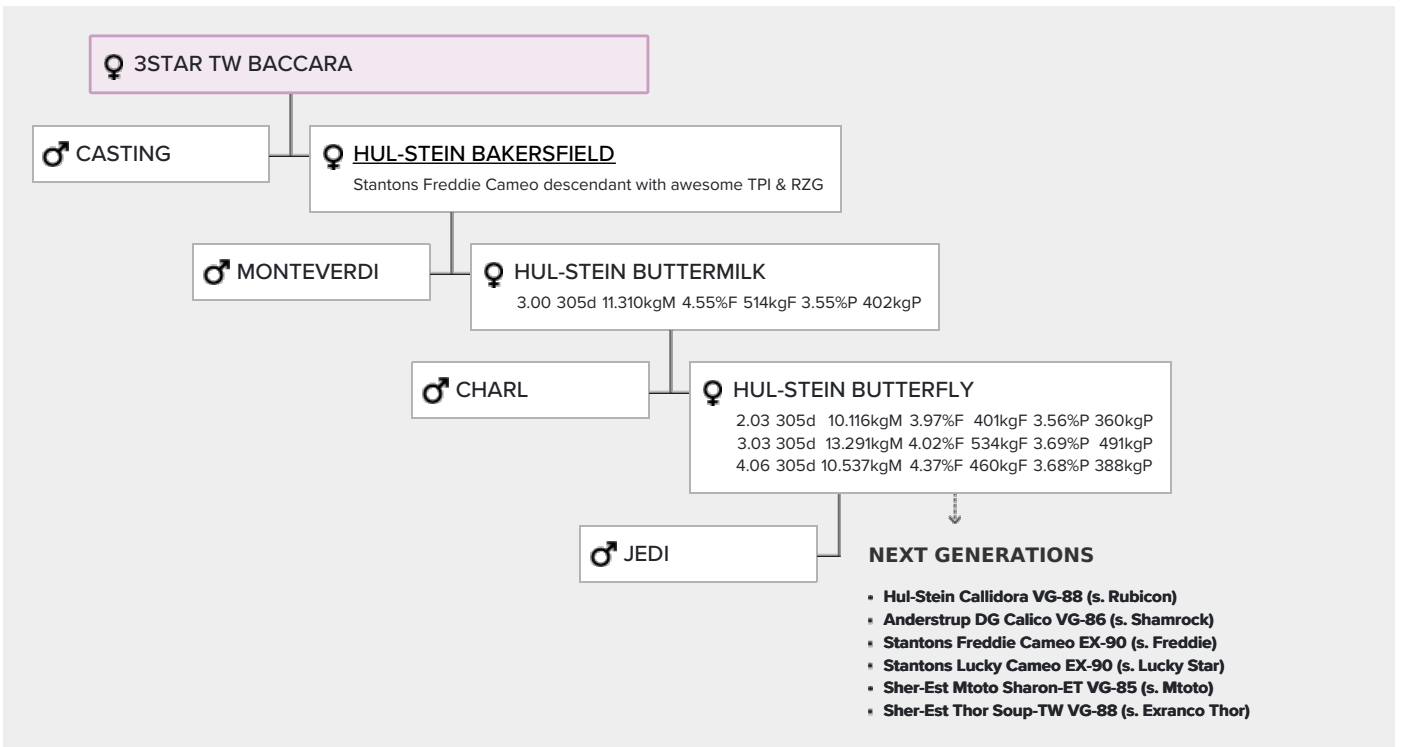 3STAR TW BACCARA
CASTING
HUL-STEIN BAKERSFIELD
Stantons Freddie Cameo descendant with awesome TPI & RZG
MONTEVERDI
HUL-STEIN BUTTERMILK
3.00 305d 11.310kgM 4.55%F 514kgF 3.55%P 402kgP
CHARL
HUL-STEIN BUTTERFLY
2.03 305d 10.116kgM 3.97%F 401kgF 3.56%P 360kgP
3.03 305d 13.291kgM 4.02%F 534kgF 3.69%P 491kgP
4.06 305d 10.537kgM 4.37%F 460kgF 3.68%P 388kgP
JEDI
NEXT GENERATIONS
Hul-Stein Callidora VG-88 (s. Rubicon)
Anderstrup DG Calico VG-86 (s. Shamrock)
Stantons Freddie Cameo EX-90 (s. Freddie)
Stantons Lucky Cameo EX-90 (s. Lucky Star)
Sher-Est Mtoto Sharon-ET VG-85 (s. Mtoto)
Sher-Est Thor Soup-TW VG-88 (s. Exranco Thor)